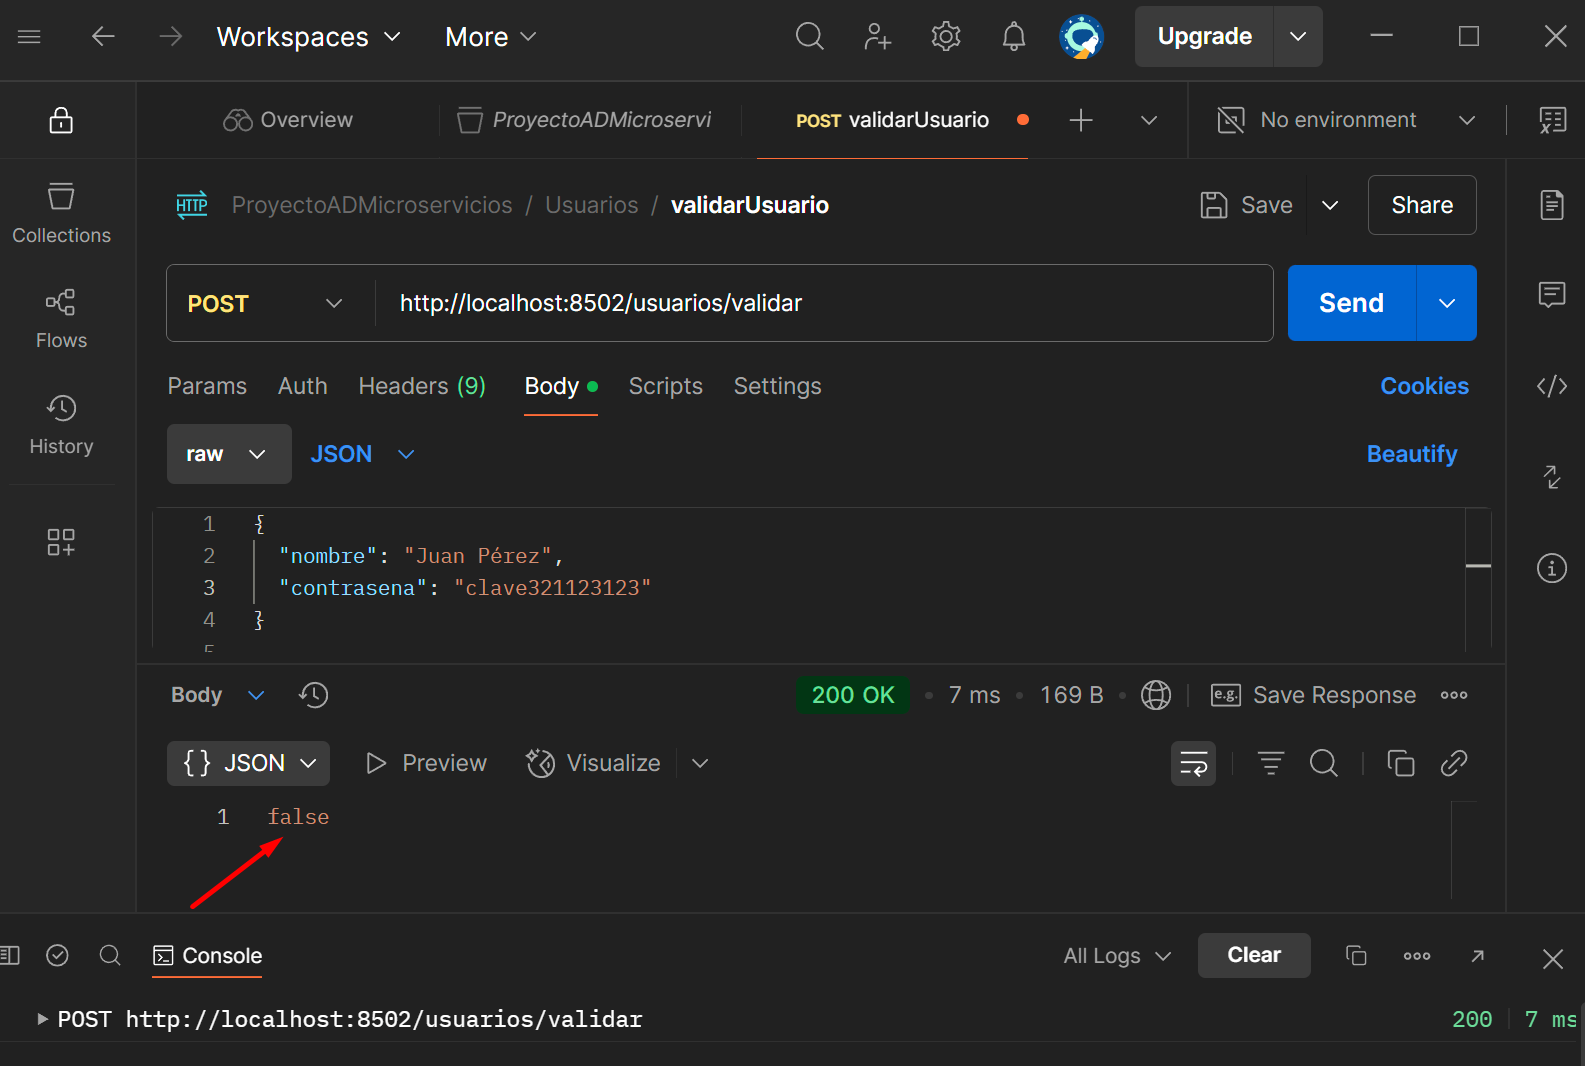 Workspaces More Upgrade
Overview ProyectoADMicroservi POST validarUsuario No environment
HTTP ProyectoADMicroservicios / Usuarios / validarUsuario Save Share
Collections
POST http://localhost:8502/usuarios/validar Send
Flows
Params Auth Headers (9) Body Scripts Settings Cookies
History
raw JSON Beautify
1 {
2 "nombre": "Juan Pérez",
3 "contrasena": "clave321123123"
4 }
5
Body 200 OK • 7 ms • 169 B • e.g. Save Response
{} JSON Preview Visualize
1 false
Console All Logs Clear
POST http://localhost:8502/usuarios/validar 200 7 ms